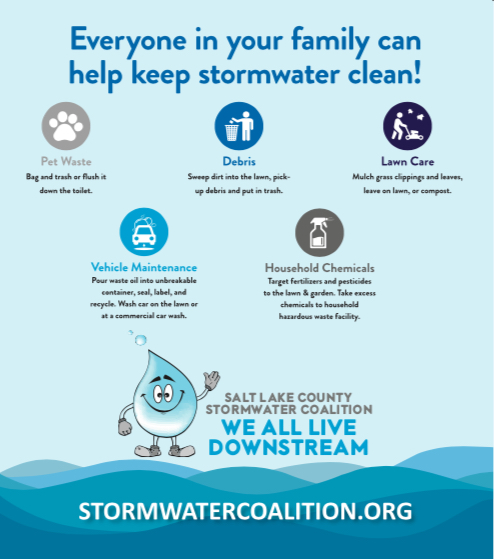 Everyone in your family can
help keep stormwater clean!
Pet Waste
Bag and trash or flush it
down the toilet.
Debris
Sweep dirt into the lawn, pick-
up debris and put in trash.
Lawn Care
Mulch grass clippings and leaves,
leave on lawn, or compost.
Vehicle Maintenance
Pour waste oil into unbreakable
container, seal, label, and
recycle. Wash car on the lawn or
at a commercial car wash.
Household Chemicals
Target fertilizers and pesticides
to the lawn & garden. Take excess
chemicals to household
hazardous waste facility.
SALT LAKE COUNTY
STORMWATER COALITION
WE ALL LIVE
DOWNSTREAM
STORMWATERCOALITION.ORG